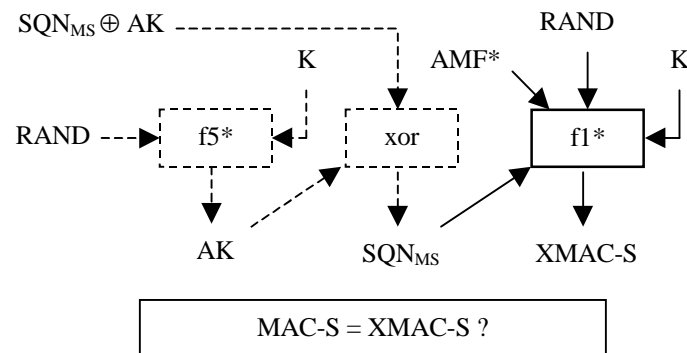 SQN_MS ⊕ AK
RAND
K
AMF*
K
RAND
f5*
xor
f1*
AK
SQN_MS
XMAC-S
MAC-S = XMAC-S ?